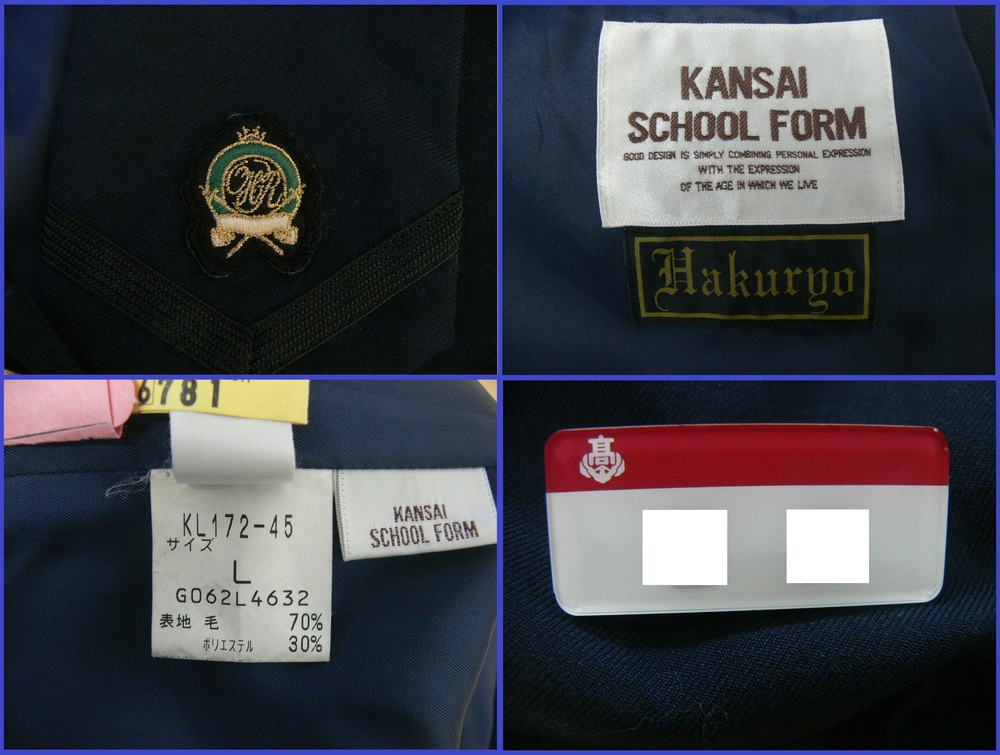 HR
KANSAI
SCHOOL FORM
GOOD DESIGN IS SIMPLY COMBINING PERSONAL EXPRESSION
WITH THE EXPRESSION
OF THE AGE IN WHICH WE LIVE
Hakuryo
6781
KL172-45
サイズ
L
G062L4632
表地 毛 70%
ポリエステル 30%
KANSAI
SCHOOL FORM
高